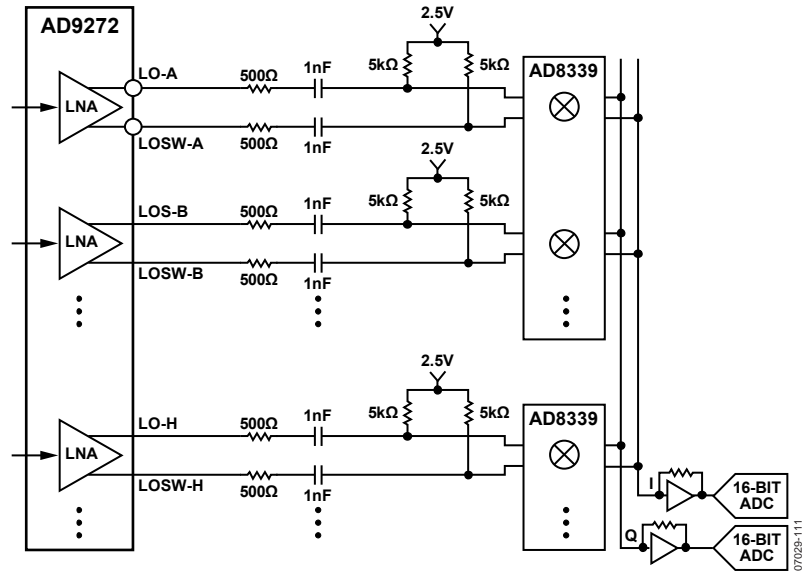 AD9272
2.5V
LO-A
500Ω
1nF
5kΩ
5kΩ
AD8339
LNA
LOSW-A
500Ω
1nF
2.5V
LOS-B
500Ω
1nF
5kΩ
5kΩ
LNA
LOSW-B
500Ω
1nF
2.5V
LO-H
500Ω
1nF
5kΩ
5kΩ
AD8339
LNA
LOSW-H
500Ω
1nF
I
16-BIT
ADC
Q
16-BIT
ADC
07029-111